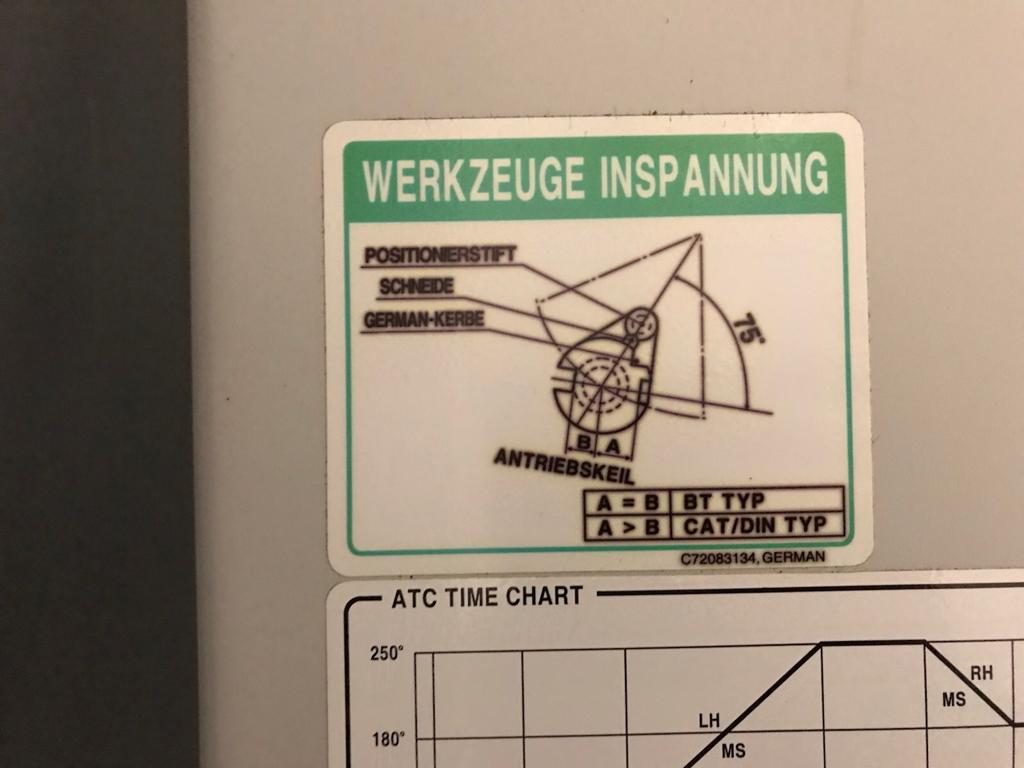 WERKZEUGE INSPANNUNG
POSITIONIERSTIFT
SCHNEIDE
GERMAN-KERBE
75°
B A
ANTRIEBSKEIL
A = B BT TYP
A > B CAT/DIN TYP
C72083134, GERMAN
ATC TIME CHART
250°
RH
MS
LH
180°
MS